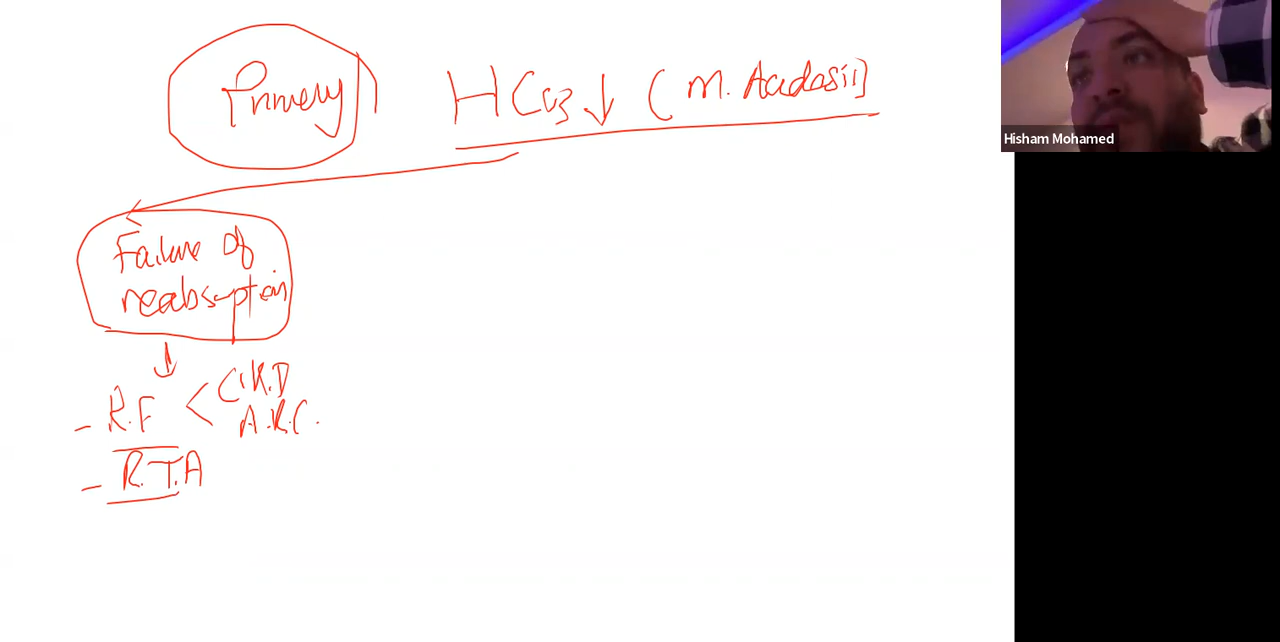 Primary HCO3 ↓ (M. Acidosis)
Hisham Mohamed
Failure of
reabsorption
- R.F < C.K.D
A.K.I.
- R.T.A